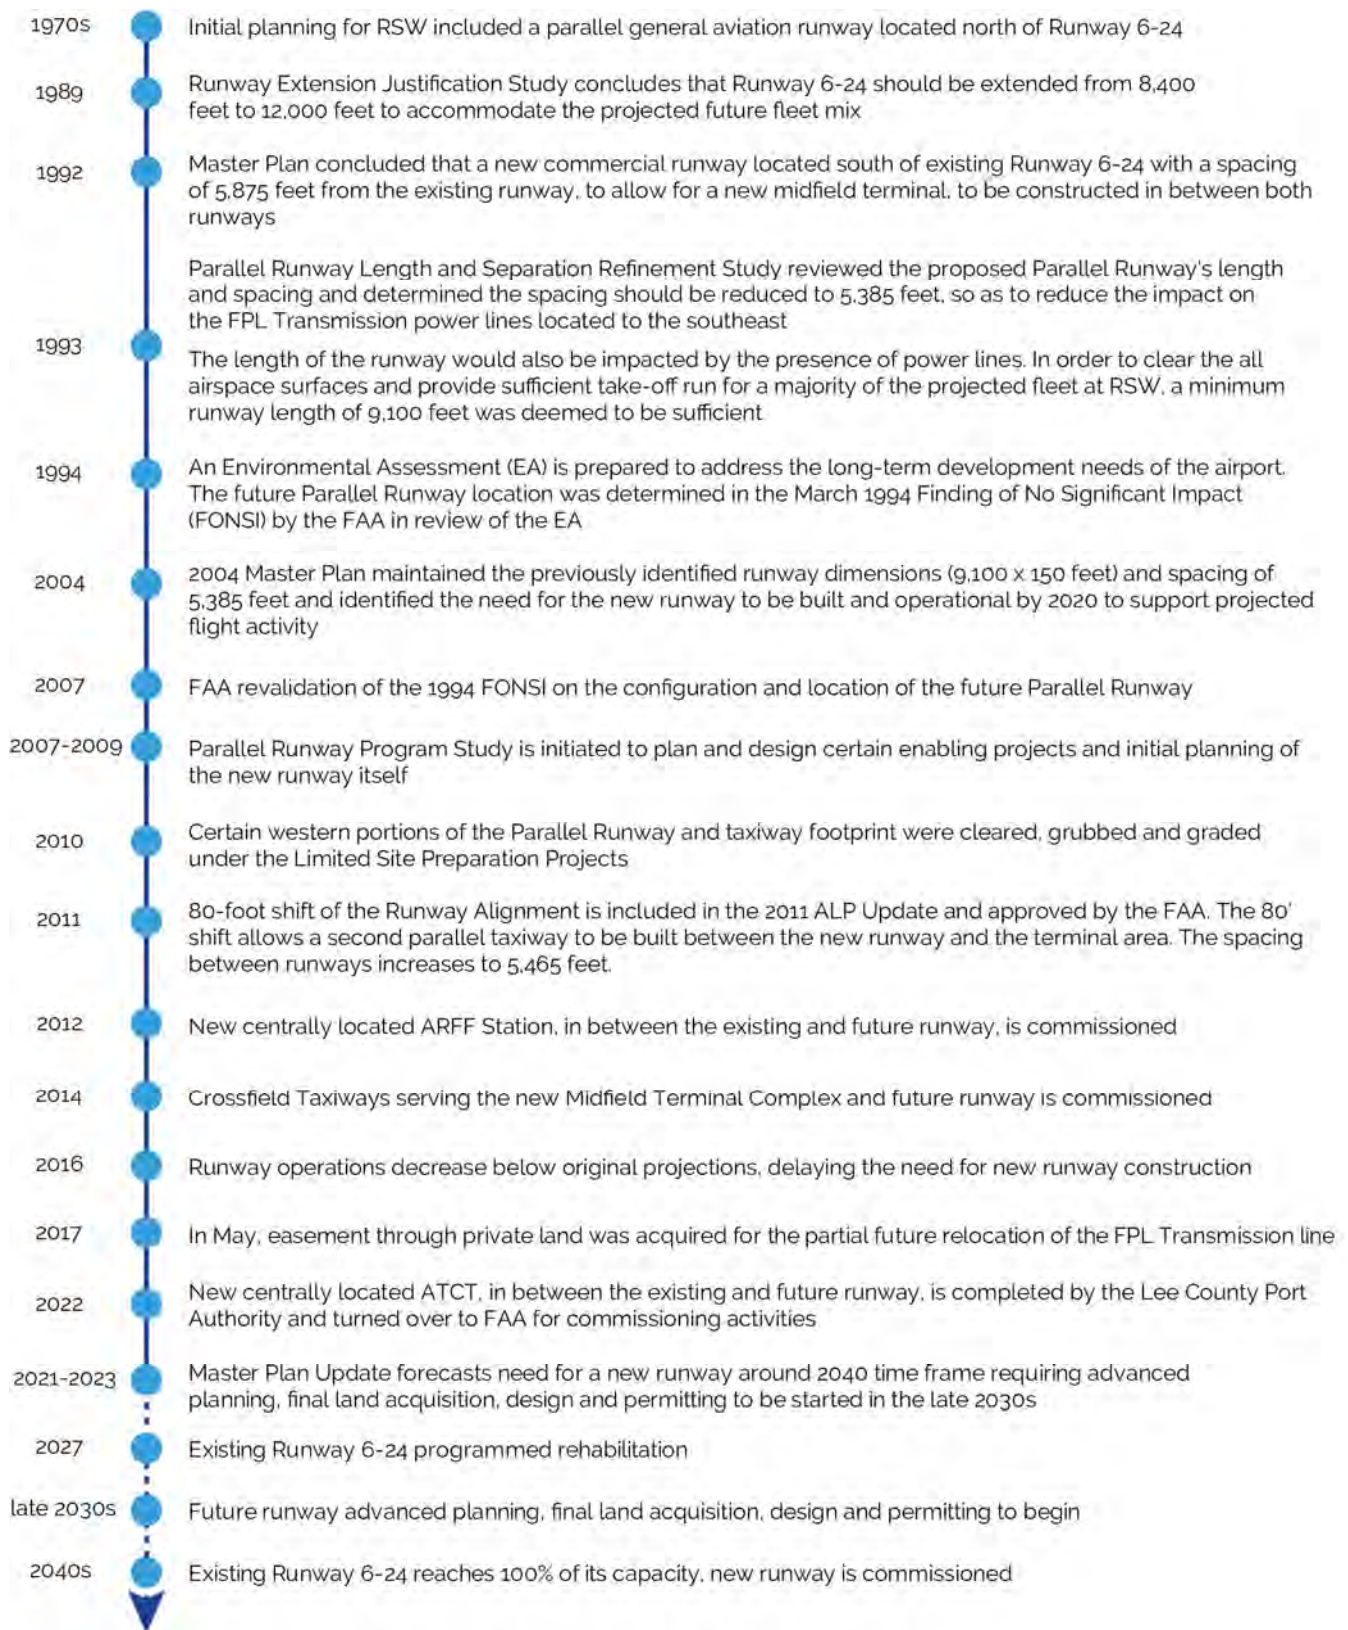 1970s
Initial planning for RSW included a parallel general aviation runway located north of Runway 6-24
1989
Runway Extension Justification Study concludes that Runway 6-24 should be extended from 8,400
feet to 12,000 feet to accommodate the projected future fleet mix
1992
Master Plan concluded that a new commercial runway located south of existing Runway 6-24 with a spacing
of 5,875 feet from the existing runway, to allow for a new midfield terminal, to be constructed in between both
runways
1993
Parallel Runway Length and Separation Refinement Study reviewed the proposed Parallel Runway's length
and spacing and determined the spacing should be reduced to 5,385 feet, so as to reduce the impact on
the FPL Transmission power lines located to the southeast
The length of the runway would also be impacted by the presence of power lines. In order to clear the all
airspace surfaces and provide sufficient take-off run for a majority of the projected fleet at RSW, a minimum
runway length of 9,100 feet was deemed to be sufficient
1994
An Environmental Assessment (EA) is prepared to address the long-term development needs of the airport.
The future Parallel Runway location was determined in the March 1994 Finding of No Significant Impact
(FONSI) by the FAA in review of the EA
2004
2004 Master Plan maintained the previously identified runway dimensions (9,100 x 150 feet) and spacing of
5,385 feet and identified the need for the new runway to be built and operational by 2020 to support projected
flight activity
2007
FAA revalidation of the 1994 FONSI on the configuration and location of the future Parallel Runway
2007-2009
Parallel Runway Program Study is initiated to plan and design certain enabling projects and initial planning of
the new runway itself
2010
Certain western portions of the Parallel Runway and taxiway footprint were cleared, grubbed and graded
under the Limited Site Preparation Projects
2011
80-foot shift of the Runway Alignment is included in the 2011 ALP Update and approved by the FAA. The 80'
shift allows a second parallel taxiway to be built between the new runway and the terminal area. The spacing
between runways increases to 5,465 feet.
2012
New centrally located ARFF Station, in between the existing and future runway, is commissioned
2014
Crossfield Taxiways serving the new Midfield Terminal Complex and future runway is commissioned
2016
Runway operations decrease below original projections, delaying the need for new runway construction
2017
In May, easement through private land was acquired for the partial future relocation of the FPL Transmission line
2022
New centrally located ATCT, in between the existing and future runway, is completed by the Lee County Port
Authority and turned over to FAA for commissioning activities
2021-2023
Master Plan Update forecasts need for a new runway around 2040 time frame requiring advanced
planning, final land acquisition, design and permitting to be started in the late 2030s
2027
Existing Runway 6-24 programmed rehabilitation
late 2030s
Future runway advanced planning, final land acquisition, design and permitting to begin
2040s
Existing Runway 6-24 reaches 100% of its capacity, new runway is commissioned